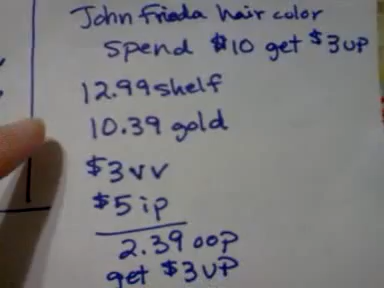 John Frieda hair color
spend $10 get $3 UP
12.99 shelf
10.39 gold
$3 vv
$5 ip
2.39 oop
get $3 UP